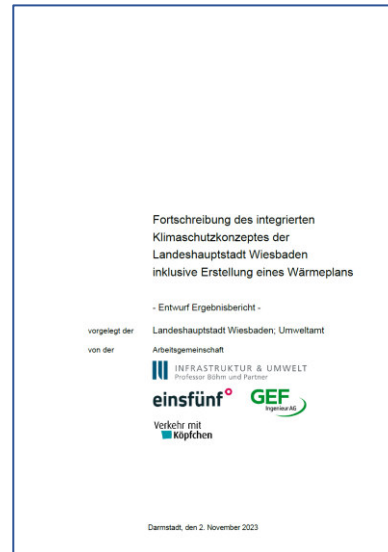 Fortschreibung des integrierten
Klimaschutzkonzeptes der
Landeshauptstadt Wiesbaden
inklusive Erstellung eines Wärmeplans
- Entwurf Ergebnisbericht -
vorgelegt der Landeshauptstadt Wiesbaden; Umweltamt
von der Arbeitsgemeinschaft
INFRASTRUKTUR & UMWELT
Professor Böhm und Partner
einsfünf°
GEF
Ingenieur AG
Verkehr mit
Köpfchen
Darmstadt, den 2. November 2023